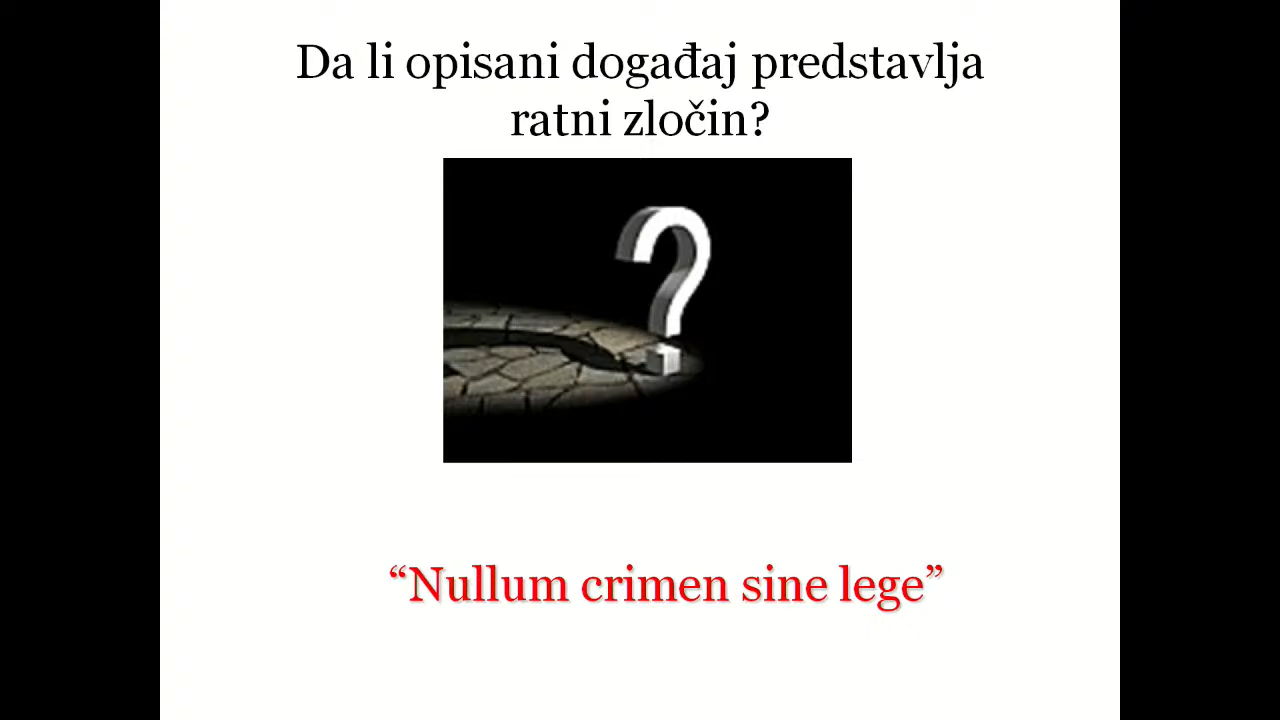 Da li opisani događaj predstavlja
ratni zločin?
“Nullum crimen sine lege”